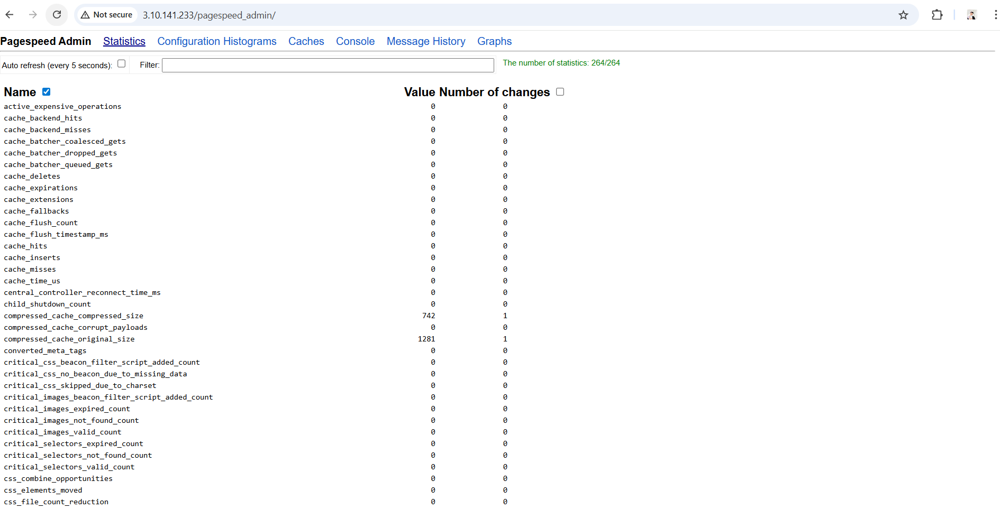 Not secure 3.10.141.233/pagespeed_admin/
Pagespeed Admin Statistics Configuration Histograms Caches Console Message History Graphs
Auto refresh (every 5 seconds): Filter: The number of statistics: 264/264
Name Value Number of changes
active_expensive_operations 0 0
cache_backend_hits 0 0
cache_backend_misses 0 0
cache_batcher_coalesced_gets 0 0
cache_batcher_dropped_gets 0 0
cache_batcher_queued_gets 0 0
cache_deletes 0 0
cache_expirations 0 0
cache_extensions 0 0
cache_fallbacks 0 0
cache_flush_count 0 0
cache_flush_timestamp_ms 0 0
cache_hits 0 0
cache_inserts 0 0
cache_misses 0 0
cache_time_us 0 0
central_controller_reconnect_time_ms 0 0
child_shutdown_count 0 0
compressed_cache_compressed_size 742 1
compressed_cache_corrupt_payloads 0 0
compressed_cache_original_size 1281 1
converted_meta_tags 0 0
critical_css_beacon_filter_script_added_count 0 0
critical_css_no_beacon_due_to_missing_data 0 0
critical_css_skipped_due_to_charset 0 0
critical_images_beacon_filter_script_added_count 0 0
critical_images_expired_count 0 0
critical_images_not_found_count 0 0
critical_images_valid_count 0 0
critical_selectors_expired_count 0 0
critical_selectors_not_found_count 0 0
critical_selectors_valid_count 0 0
css_combine_opportunities 0 0
css_elements_moved 0 0
css_file_count_reduction 0 0